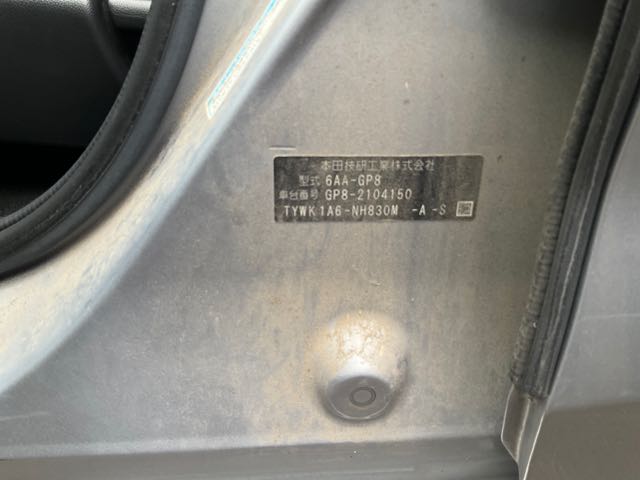 本田技研工業株式会社
型式 6AA-GP8
車台番号 GP8-2104150
TYWK1A6-NH830M -A -S